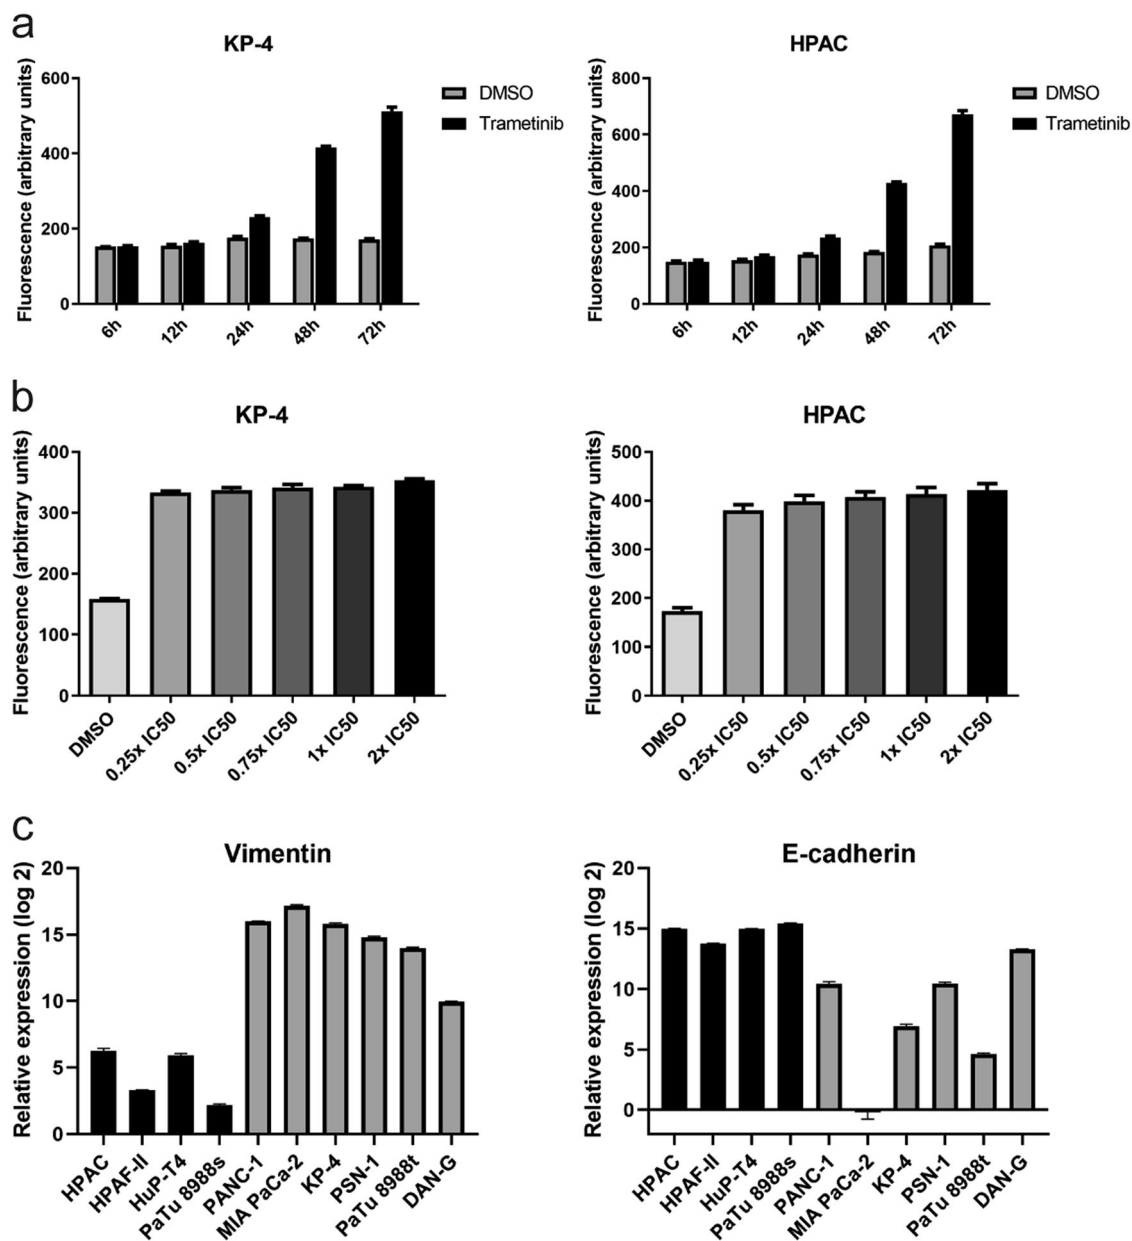 a
KP-4
Fluorescence (arbitrary units)
600
400
200
0
6h
12h
24h
48h
72h
DMSO
Trametinib
HPAC
Fluorescence (arbitrary units)
800
600
400
200
0
6h
12h
24h
48h
72h
DMSO
Trametinib
b
KP-4
Fluorescence (arbitrary units)
400
300
200
100
0
DMSO
0.25x IC50
0.5x IC50
0.75x IC50
1x IC50
2x IC50
HPAC
Fluorescence (arbitrary units)
500
400
300
200
100
0
DMSO
0.25x IC50
0.5x IC50
0.75x IC50
1x IC50
2x IC50
c
Vimentin
Relative expression (log 2)
20
15
10
5
0
HPAC
HPAF-II
HuP-T4
PaTu 8988s
PANC-1
MIA PaCa-2
KP-4
PSN-1
PaTu 8988t
DAN-G
E-cadherin
Relative expression (log 2)
20
15
10
5
0
HPAC
HPAF-II
HuP-T4
PaTu 8988s
PANC-1
MIA PaCa-2
KP-4
PSN-1
PaTu 8988t
DAN-G